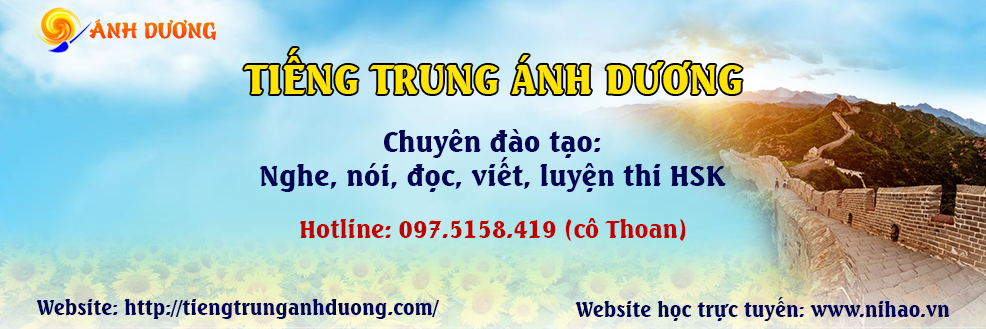 ÁNH DƯƠNG
TIẾNG TRUNG ÁNH DƯƠNG
Chuyên đào tạo:
Nghe, nói, đọc, viết, luyện thi HSK
Hotline: 097.5158.419 (cô Thoan)
Website: http://tiengtrunganhduong.com/
Website học trực tuyến: www.nihao.vn